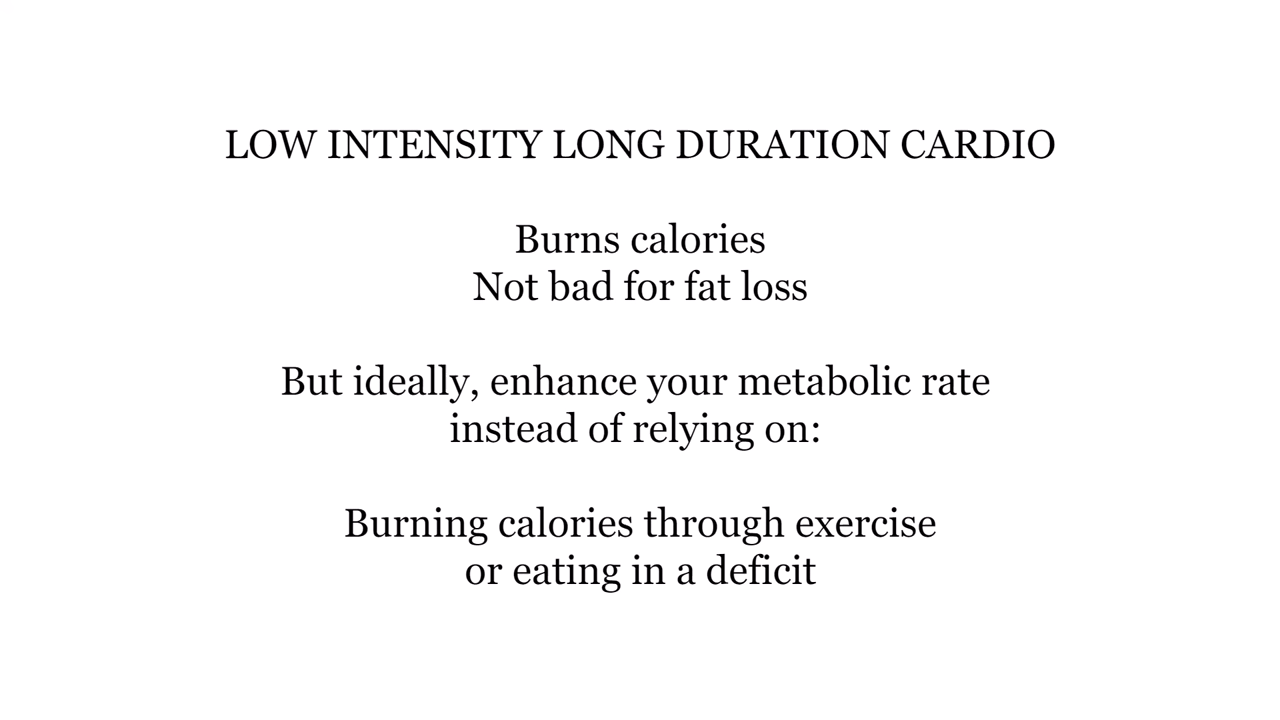 LOW INTENSITY LONG DURATION CARDIO
Burns calories
Not bad for fat loss
But ideally, enhance your metabolic rate
instead of relying on:
Burning calories through exercise
or eating in a deficit